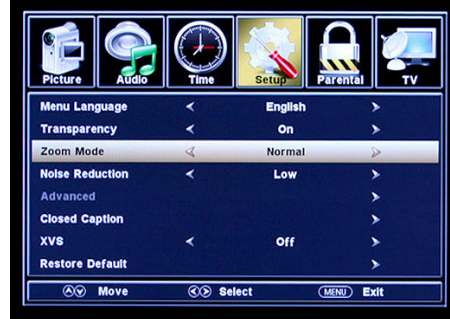 Picture Audio Time Setup Parental TV
Menu Language English
Transparency On
Zoom Mode Normal
Noise Reduction Low
Advanced
Closed Caption
XVS Off
Restore Default
Move Select MENU Exit